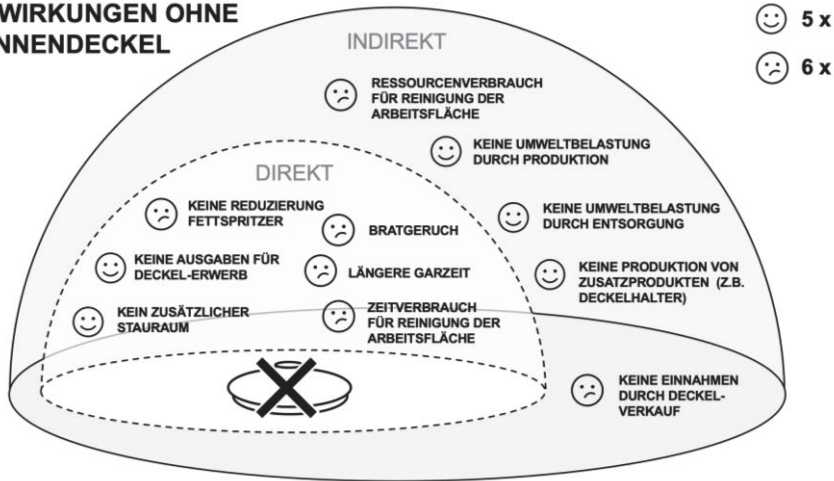 WIRKUNGEN OHNE
NNENDECKEL
5 x
6 x
INDIREKT
RESSOURCENVERBRAUCH
FÜR REINIGUNG DER
ARBEITSFLÄCHE
KEINE UMWELTBELASTUNG
DURCH PRODUKTION
DIREKT
KEINE REDUZIERUNG
FETTSPRITZER
BRATGERUCH
KEINE UMWELTBELASTUNG
DURCH ENTSORGUNG
KEINE AUSGABEN FÜR
DECKEL-ERWERB
LÄNGERE GARZEIT
KEINE PRODUKTION VON
ZUSATZPRODUKTEN (Z.B.
DECKELHALTER)
KEIN ZUSÄTZLICHER
STAURAUM
ZEITVERBRAUCH
FÜR REINIGUNG DER
ARBEITSFLÄCHE
KEINE EINNAHMEN
DURCH DECKEL-
VERKAUF